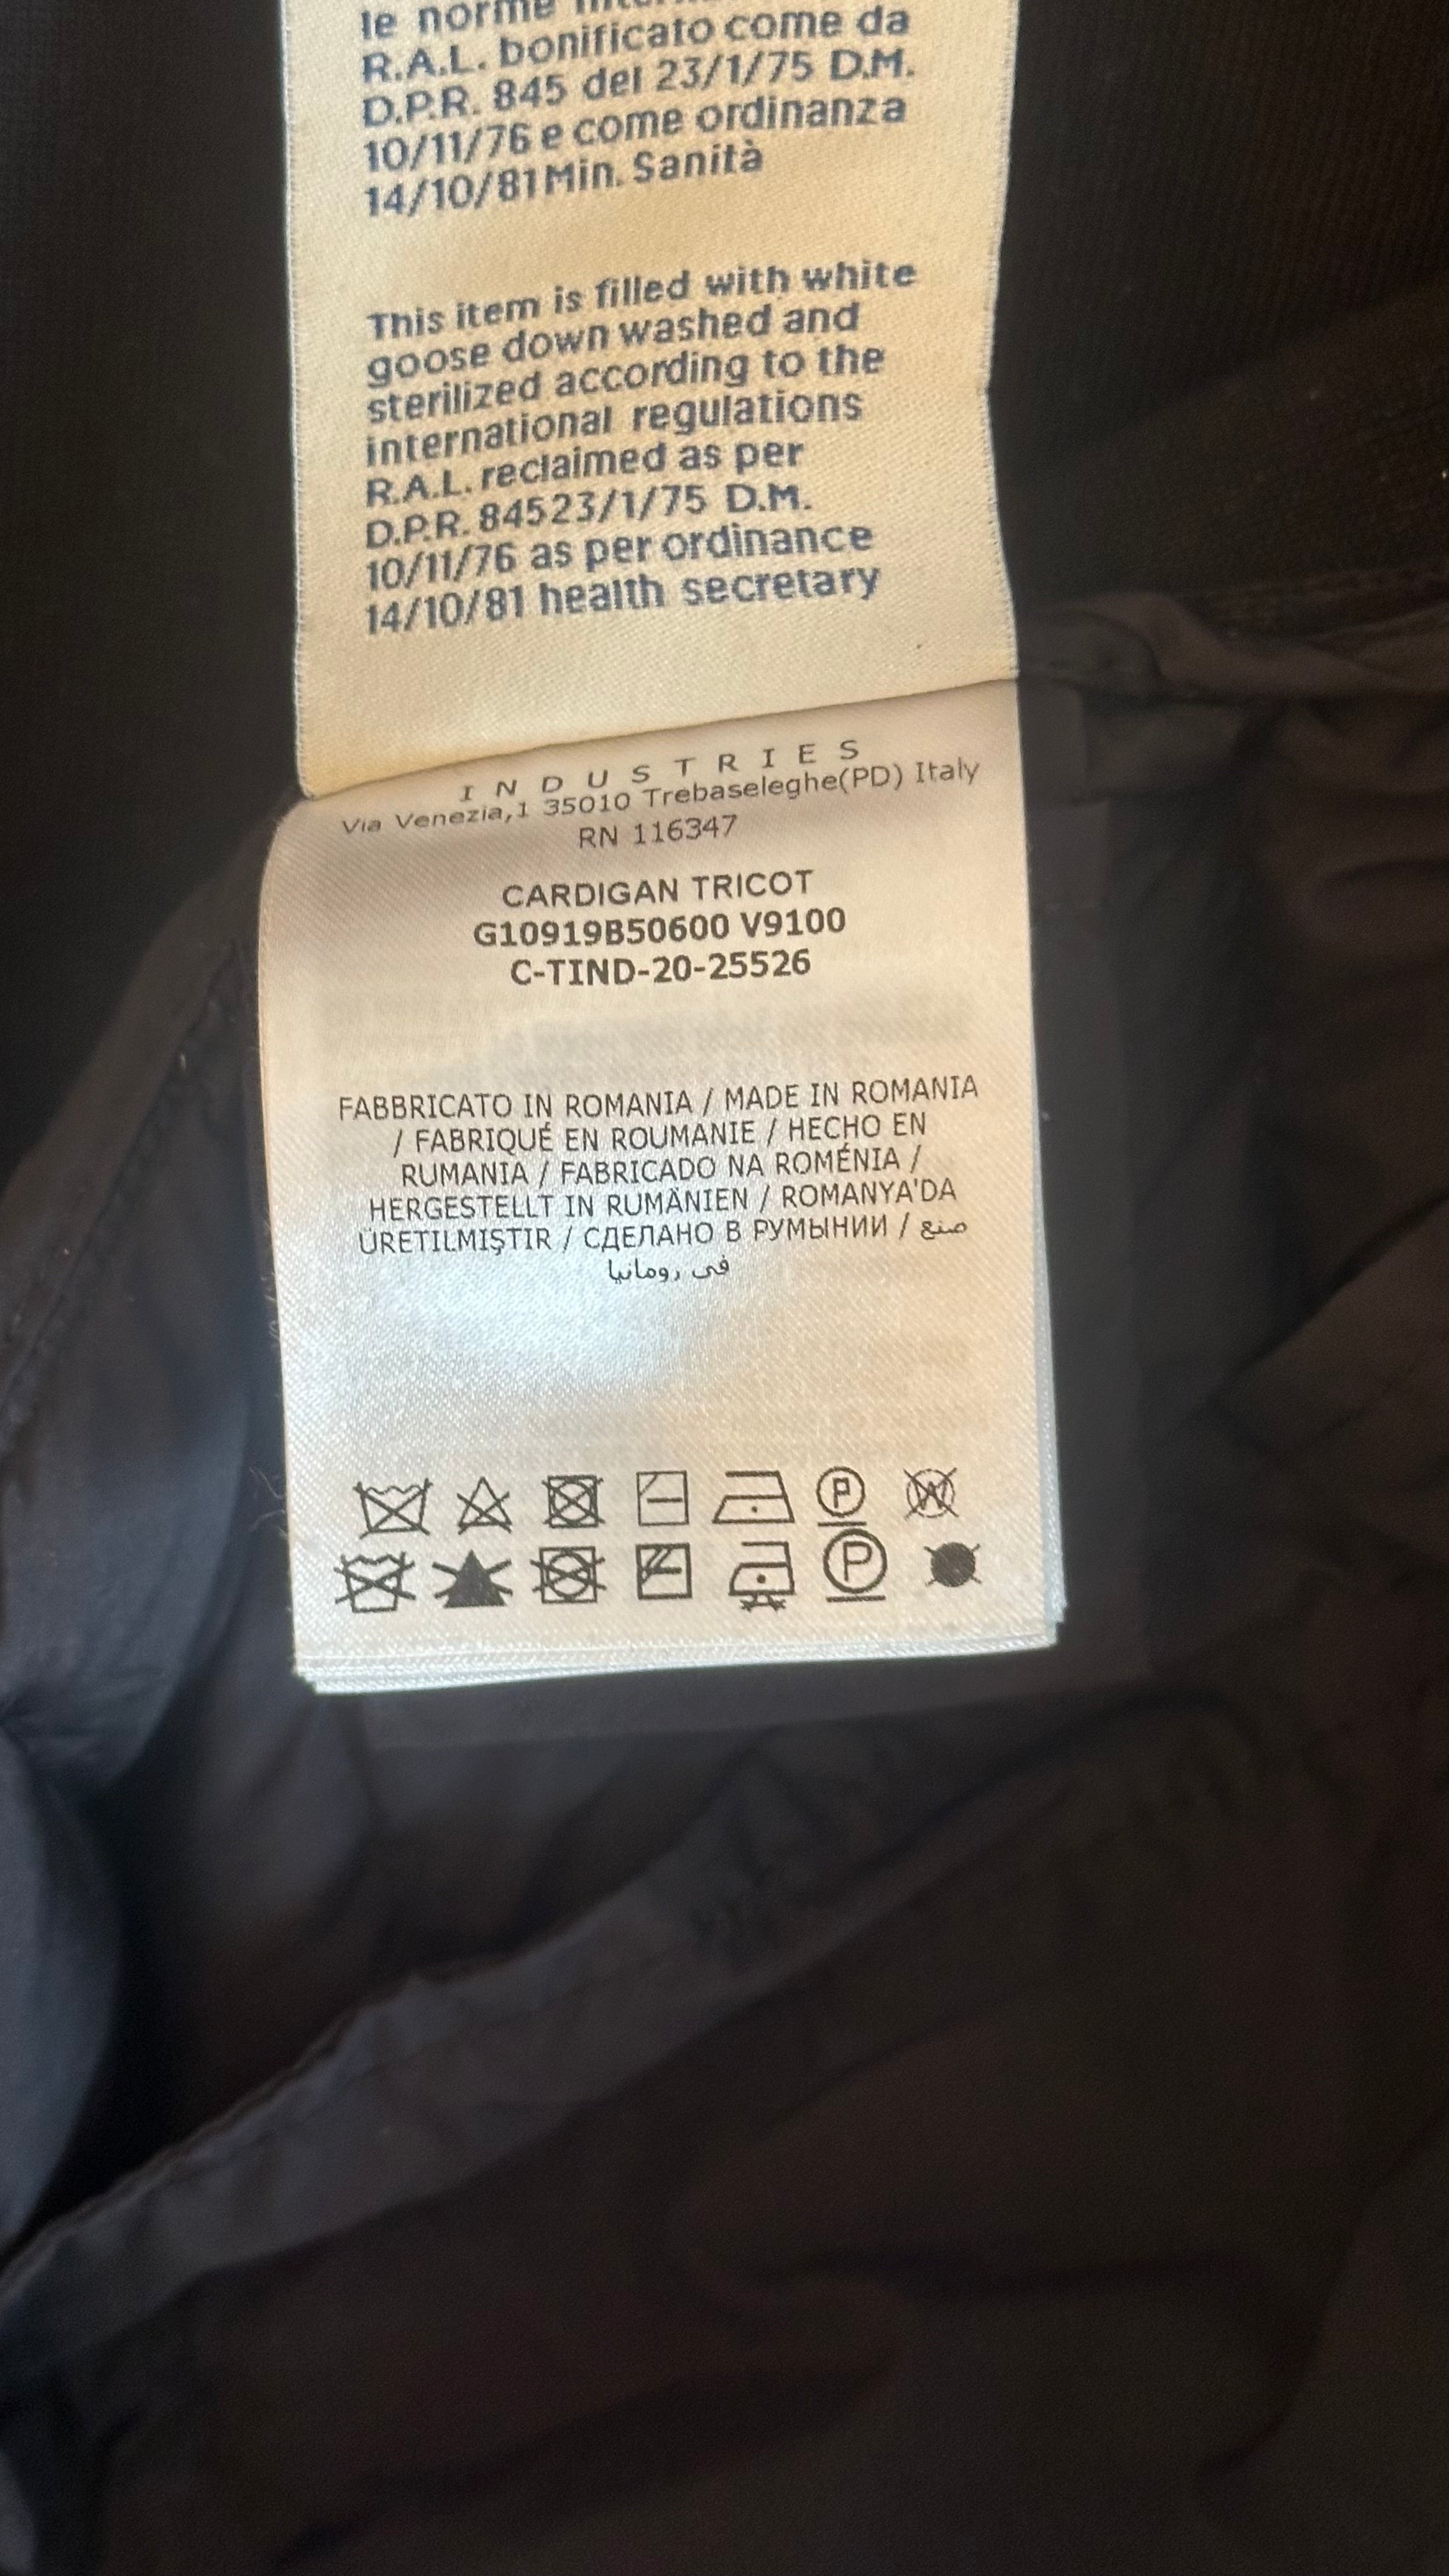 le norme
R.A.L. bonificato come da
D.P.R. 845 del 23/1/75 D.M.
10/11/76 e come ordinanza
14/10/81 Min. Sanità
This item is filled with white
goose down washed and
sterilized according to the
international regulations
R.A.L. reclaimed as per
D.P.R. 84523/1/75 D.M.
10/11/76 as per ordinance
14/10/81 health secretary
INDUSTRIES
Via Venezia,1 35010 Trebaseleghe(PD) Italy
RN 116347
CARDIGAN TRICOT
G10919B50600 V9100
C-TIND-20-25526
FABBRICATO IN ROMANIA / MADE IN ROMANIA
/ FABRIQUÉ EN ROUMANIE / HECHO EN
RUMANIA / FABRICADO NA ROMÉNIA /
HERGESTELLT IN RUMÄNIEN / ROMANYA'DA
ÜRETILMIŞTIR / СДЕЛАНО В РУМЫНИИ / صنع
في رومانيا
P W
P